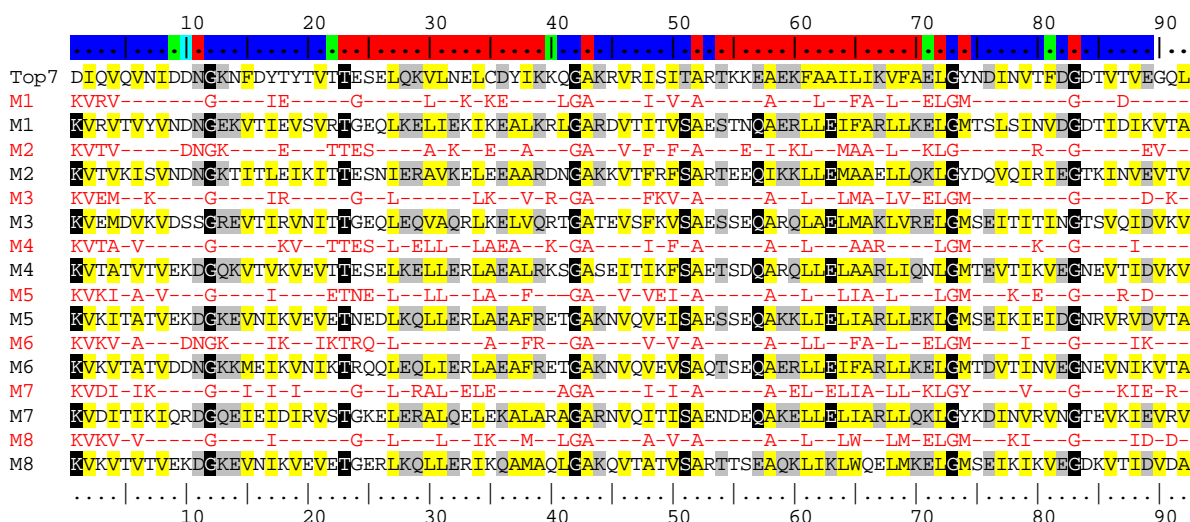 10 20 30 40 50 60 70 80 90
Top7 DIQVQVNIDDNGKNFDYTYTVTTESELQKVLNELCDYIKKQGAKRVRISITARTKKEAEKFAAILIKVFAELGYNDINVTFDGDTVTVEGQL
M1 KVRV-------G----IE-----G-----L--K-KE----LGA----I-V-A-----A---L--FA-L--ELGM--------G---D-----
M1 KVRVTVYVNDNGEKVTIEVSVRTGEQLKELIEKIKEALKRLGARDVTITVSAESTNQAERLLEIFARLLKELGMTSLSINVDGDTIDIKVTA
M2 KVTV-----DNGK----E---TTES----A-K--E--A---GA--V-F-F-A---E-I-KL--MAA-L--KLG------R--G-----EV--
M2 KVTVKISVNDNGKTITLEIKITTESNIERAVKELEEAARDNGAKKVTFRFSARTEEQIKKLLEMAAELLQKLGYDQVQIRIEGTKINVEVTV
M3 KVEM--K----G----IR-----G--L------LK--V-R-GA----FKV-A-----A--L--LMA-LV-ELGM--------G-----D-K-
M3 KVEMDVKVDSSGREVTIRVNITTGEQLEQVAQRLKELVQRTGATEVSFKVSAESSEQARQLAELMAKLVRELGMSEITITINGTSVQIDVKV
M4 KVTA-V-----G-----KV--TTES-L-ELL--LAEA--K-GA----I-F-A-----A--L---AAR----LGM-----K--G----I----
M4 KVTATVTVEKDGQKVTVKVEVTTESELKELLERLAEALRKSGASEITIKFSAETSDQARQLLELAARLIQNLGMTEVTIKVEGNEVTIDVKV
M5 KVKI-A-V---G----I----ETNE-L--LL--LA--F---GA--V-VEI-A-----A--L--LIA-L---LGM---K-E--G---R-D---
M5 KVKITATVEKDGKEVNIKVEVETNEDLKQLLERLAEAFRETGAKNVQVEISAESSEQAKKLIELIARLLEKLGMSEIKIEIDGNRVRVDVTA
M6 KVKV-A---DNGK---IK--IKTRQ-L-------A--FR--GA----V-V-A-----A--LL--FA-L--ELGM----I---G----IK---
M6 KVKVTATVDDNGKKMEIKVNIKTRQQLEQLIERLAEAFRETGAKNVQVEVSAQTSEQAERLLEIFARLLKELGMTDVTINVEGNEVNIKVTA
M7 KVDI-IK----G--I-I-I----G--L-RAL-ELE-----AGA----I-I-A-----A-EL-ELIA-LL-KLGY----V---G---KIE-R-
M7 KVDITIKIQRDGQEIEIDIRVSTGKELERALQELEKALARAGARNVQITISAENDEQAKELLELIARLLQKLGYKDINVRVNGTEVKIEVRV
M8 KVKV-V-----G----I------G--L---L--IK--M--LGA----A-V-A-----A--L--LW--LM-ELGM---KI---G----ID-D-
M8 KVKVTVTVEKDGKEVNIKVEVETGERLKQLLERIKQAMAQLGAKQVTATVSARTTSEAQKLIKLWQELMKELGMSEIKIKVEGDKVTIDVDA
10 20 30 40 50 60 70 80 90